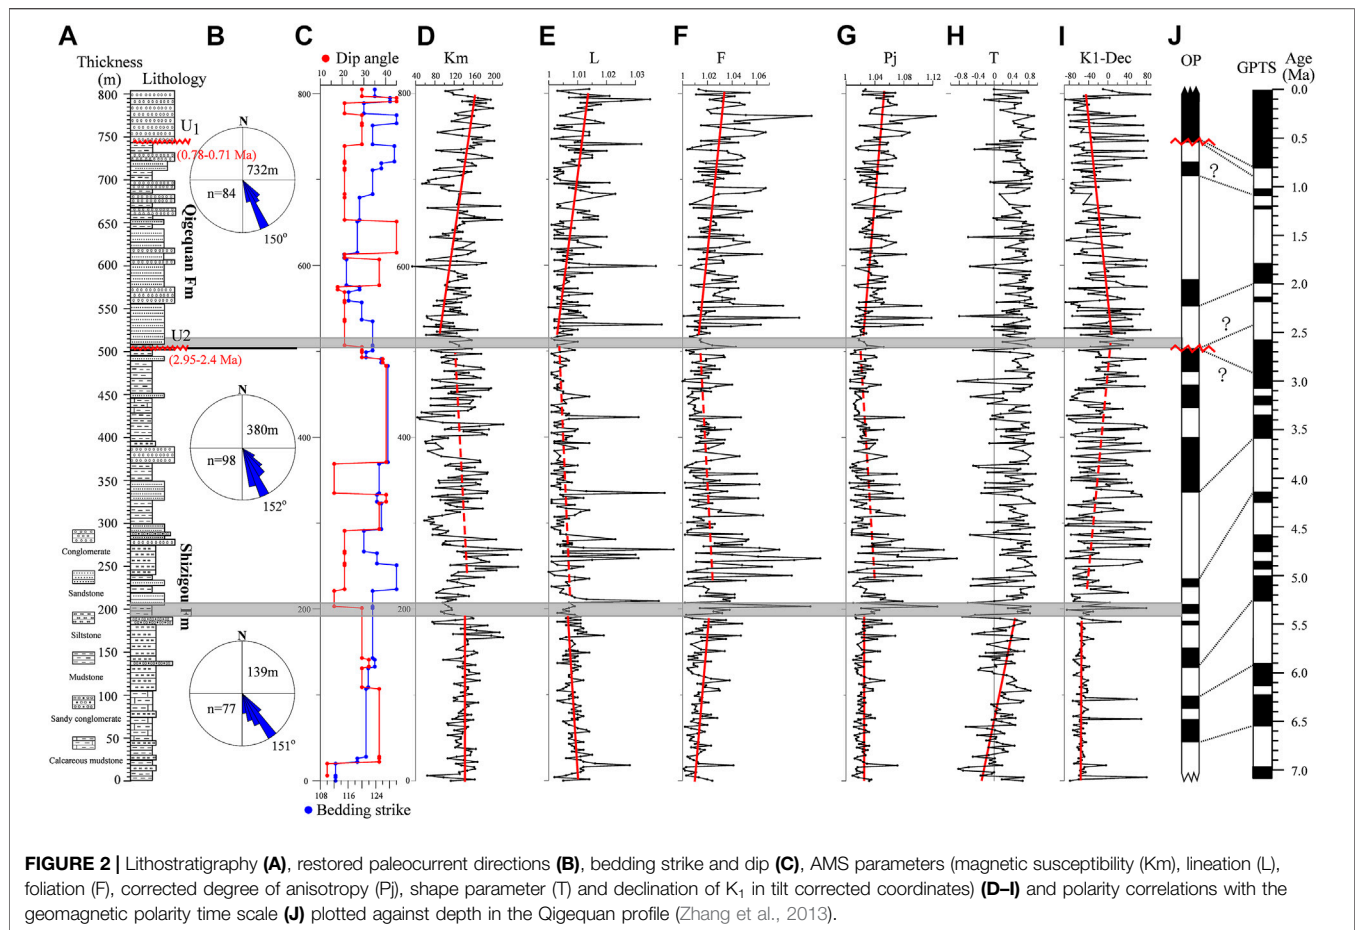 A B C D E F G H I J
Thickness
(m)
Lithology
Dip angle
Km
L
F
Pj
T
K1-Dec
OP
GPTS
Age
(Ma)
10 20 30 40
40 80 120 160 200
1 1.01 1.03
1 1.02 1.04 1.06
1 1.04 1.08 1.12
-0.8 -0.4 0 0.4 0.8
-80 -40 0 40 80
800
750
700
650
600
550
500
450
400
350
300
250
200
150
100
50
0
U1
(0.78-0.71 Ma)
Qigequan Fm
U2
(2.95-2.4 Ma)
Shizigou Fm
N
732m
n=84
150°
N
380m
n=98
152°
N
139m
n=77
151°
Conglomerate
Sandstone
Siltstone
Mudstone
Sandy conglomerate
Calcareous mudstone
800
600
400
200
0
108 116 124
Bedding strike
800
600
400
200
0
?
?
?
0.0
0.5
1.0
1.5
2.0
2.5
3.0
3.5
4.0
4.5
5.0
5.5
6.0
6.5
7.0
FIGURE 2 | Lithostratigraphy (A), restored paleocurrent directions (B), bedding strike and dip (C), AMS parameters (magnetic susceptibility (Km), lineation (L),
foliation (F), corrected degree of anisotropy (Pj), shape parameter (T) and declination of K1 in tilt corrected coordinates) (D–I) and polarity correlations with the
geomagnetic polarity time scale (J) plotted against depth in the Qigequan profile (Zhang et al., 2013).